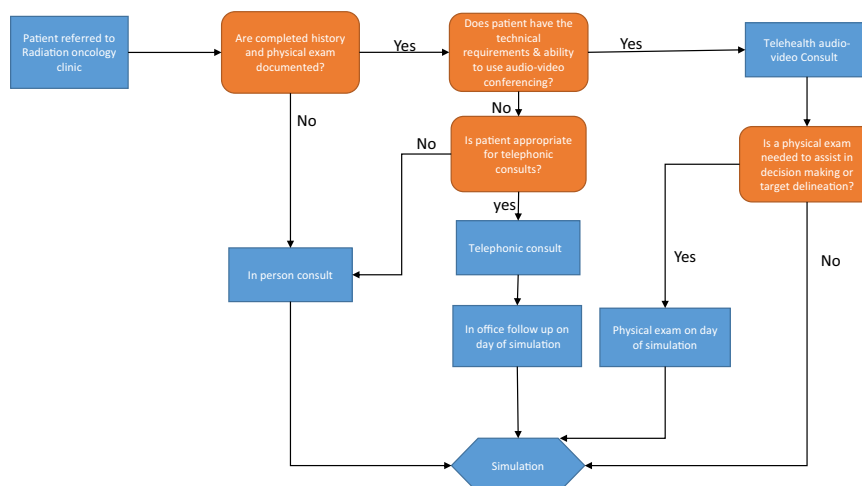 Patient referred to
Radiation oncology
clinic
Are completed history
and physical exam
documented?
Yes
Does patient have the
technical
requirements & ability
to use audio-video
conferencing?
Yes
Telehealth audio-
video Consult
No
No
Is patient appropriate
for telephonic
consults?
No
Is a physical exam
needed to assist in
decision making or
target delineation?
yes
In person consult
Telephonic consult
Yes
No
In office follow up on
day of simulation
Physical exam on day
of simulation
Simulation